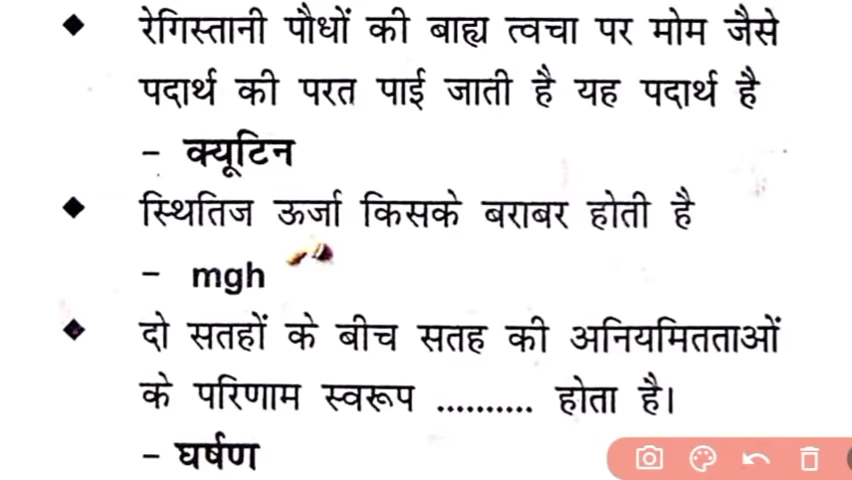 ◆ रेगिस्तानी पौधों की बाह्य त्वचा पर मोम जैसे
पदार्थ की परत पाई जाती है यह पदार्थ है
– क्यूटिन
◆ स्थितिज ऊर्जा किसके बराबर होती है
– mgh
◆ दो सतहों के बीच सतह की अनियमितताओं
के परिणाम स्वरूप .......... होता है।
– घर्षण